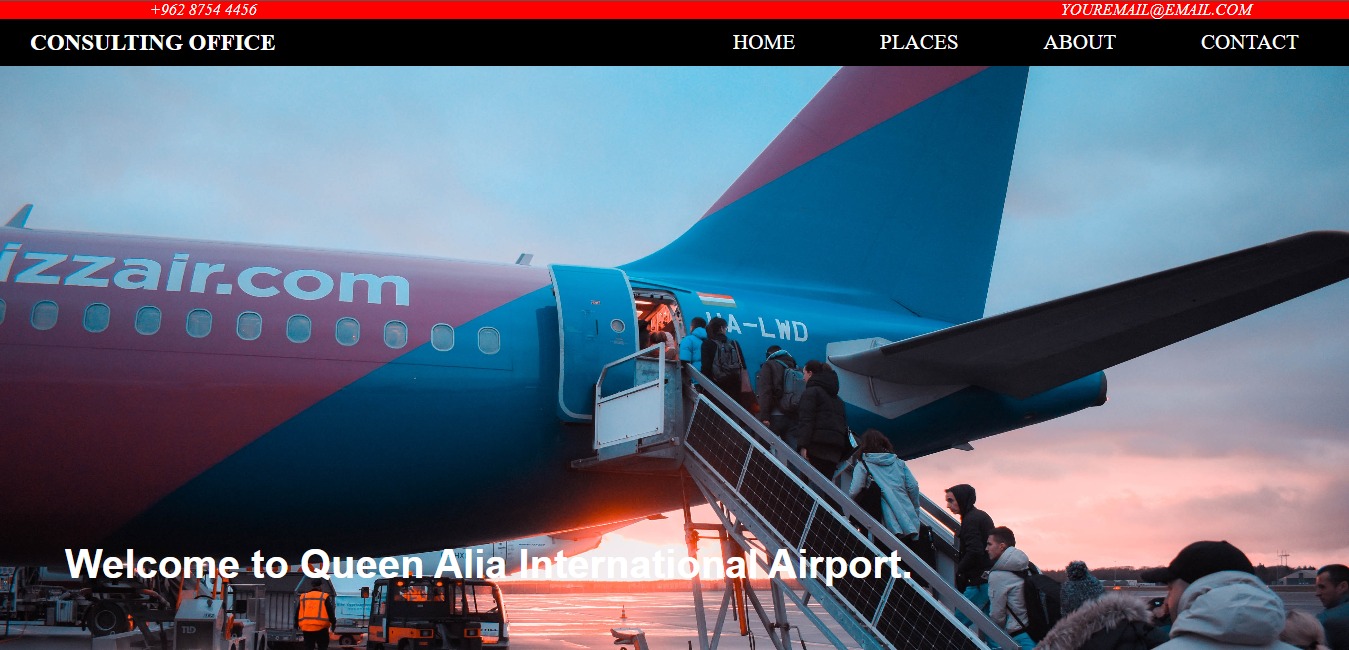 +962 8754 4456
YOUREMAIL@EMAIL.COM
CONSULTING OFFICE
HOME
PLACES
ABOUT
CONTACT
izzair.com
HA-LWD
Welcome to Queen Alia International Airport.